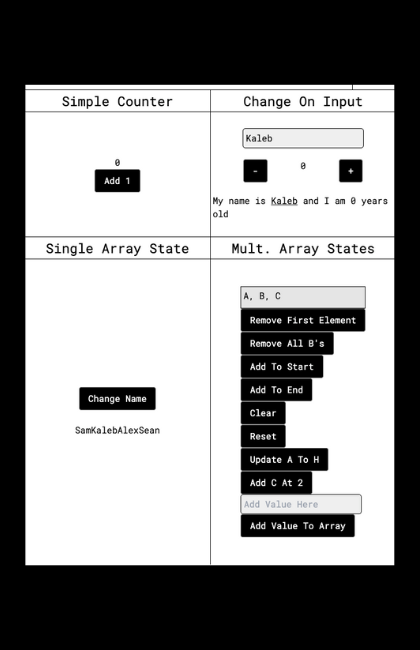 Simple Counter
Change On Input
0
Add 1
Kaleb
-
0
+
My name is Kaleb and I am 0 years
old
Single Array State
Mult. Array States
Change Name
SamKalebAlexSean
A, B, C
Remove First Element
Remove All B's
Add To Start
Add To End
Clear
Reset
Update A To H
Add C At 2
Add Value Here
Add Value To Array